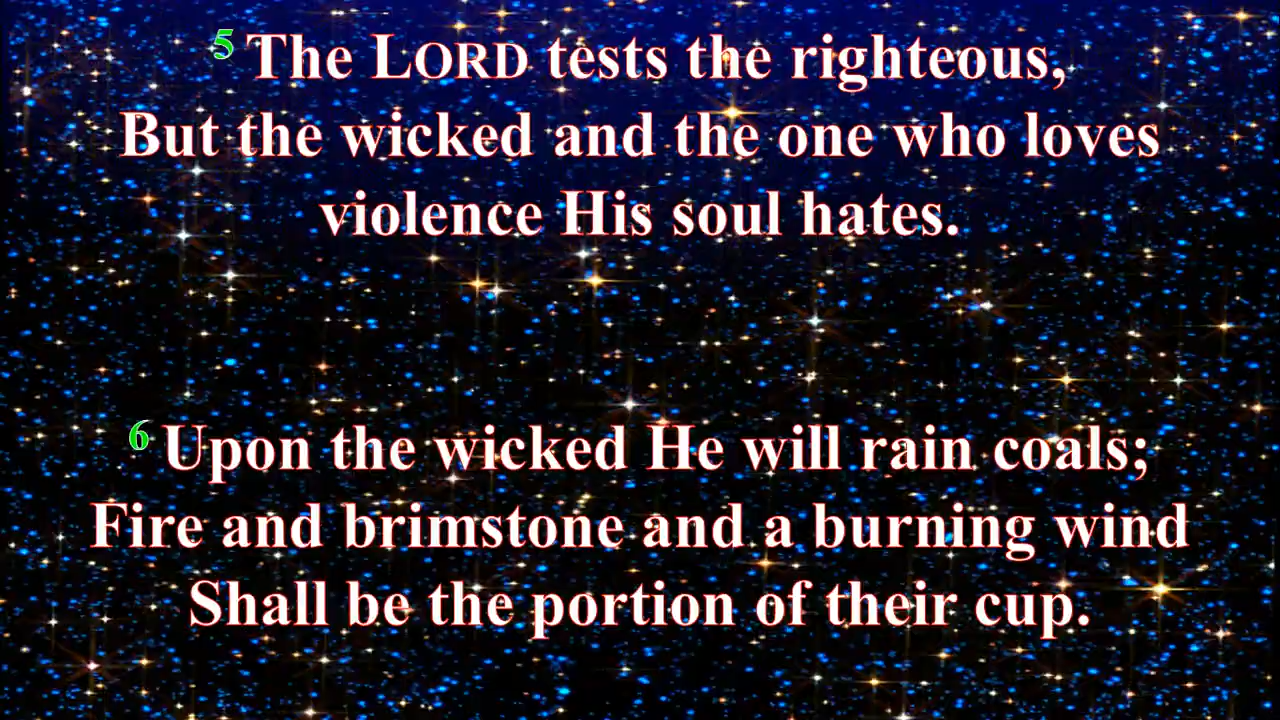 5 The LORD tests the righteous,
But the wicked and the one who loves
violence His soul hates.
6 Upon the wicked He will rain coals;
Fire and brimstone and a burning wind
Shall be the portion of their cup.